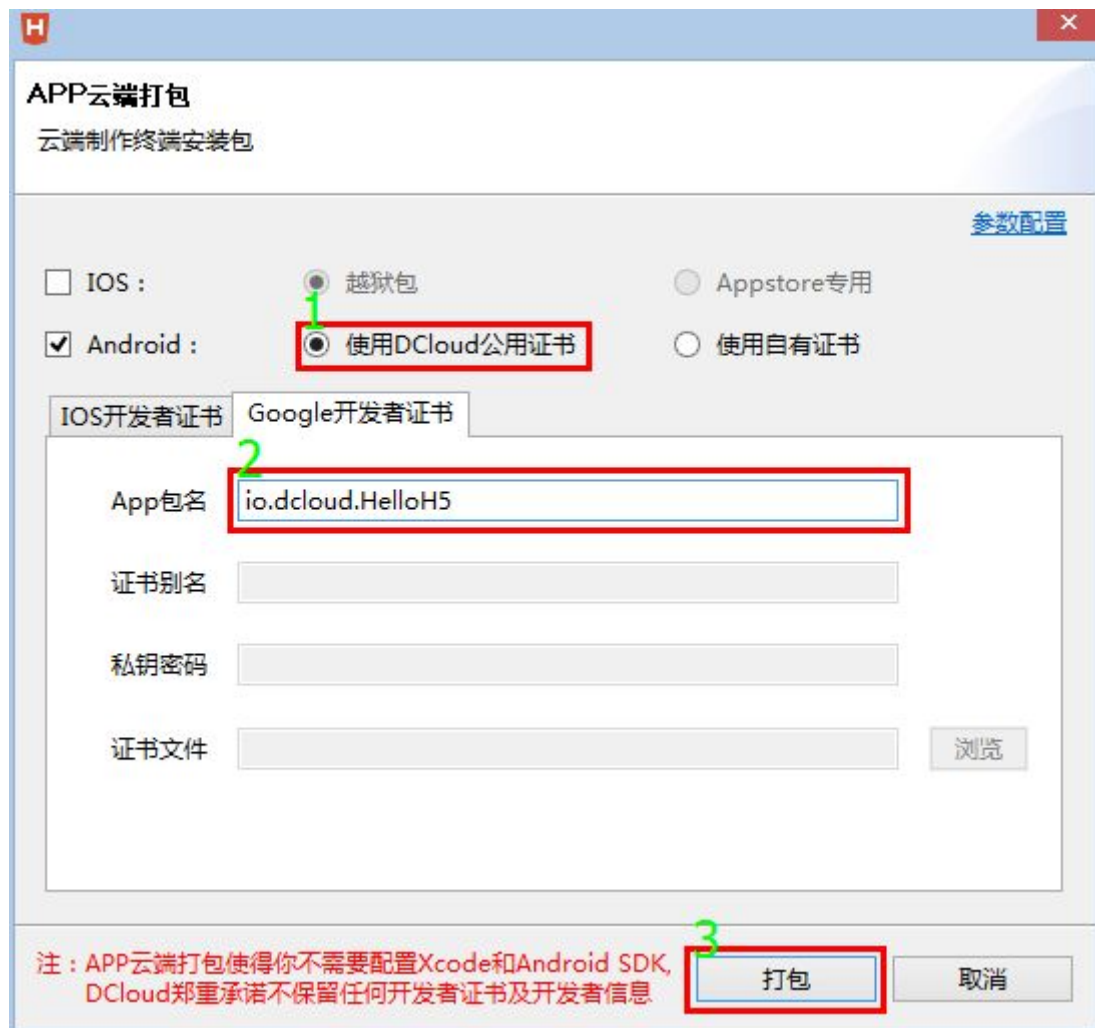 H
APP云端打包
云端制作终端安装包
参数配置
IOS： 越狱包 Appstore专用
1
Android： 使用DCloud公用证书 使用自有证书
IOS开发者证书 Google开发者证书
2
App包名 io.dcloud.HelloH5
证书别名
私钥密码
证书文件 浏览
3
注：APP云端打包使得你不需要配置Xcode和Android SDK,
DCloud郑重承诺不保留任何开发者证书及开发者信息
打包 取消